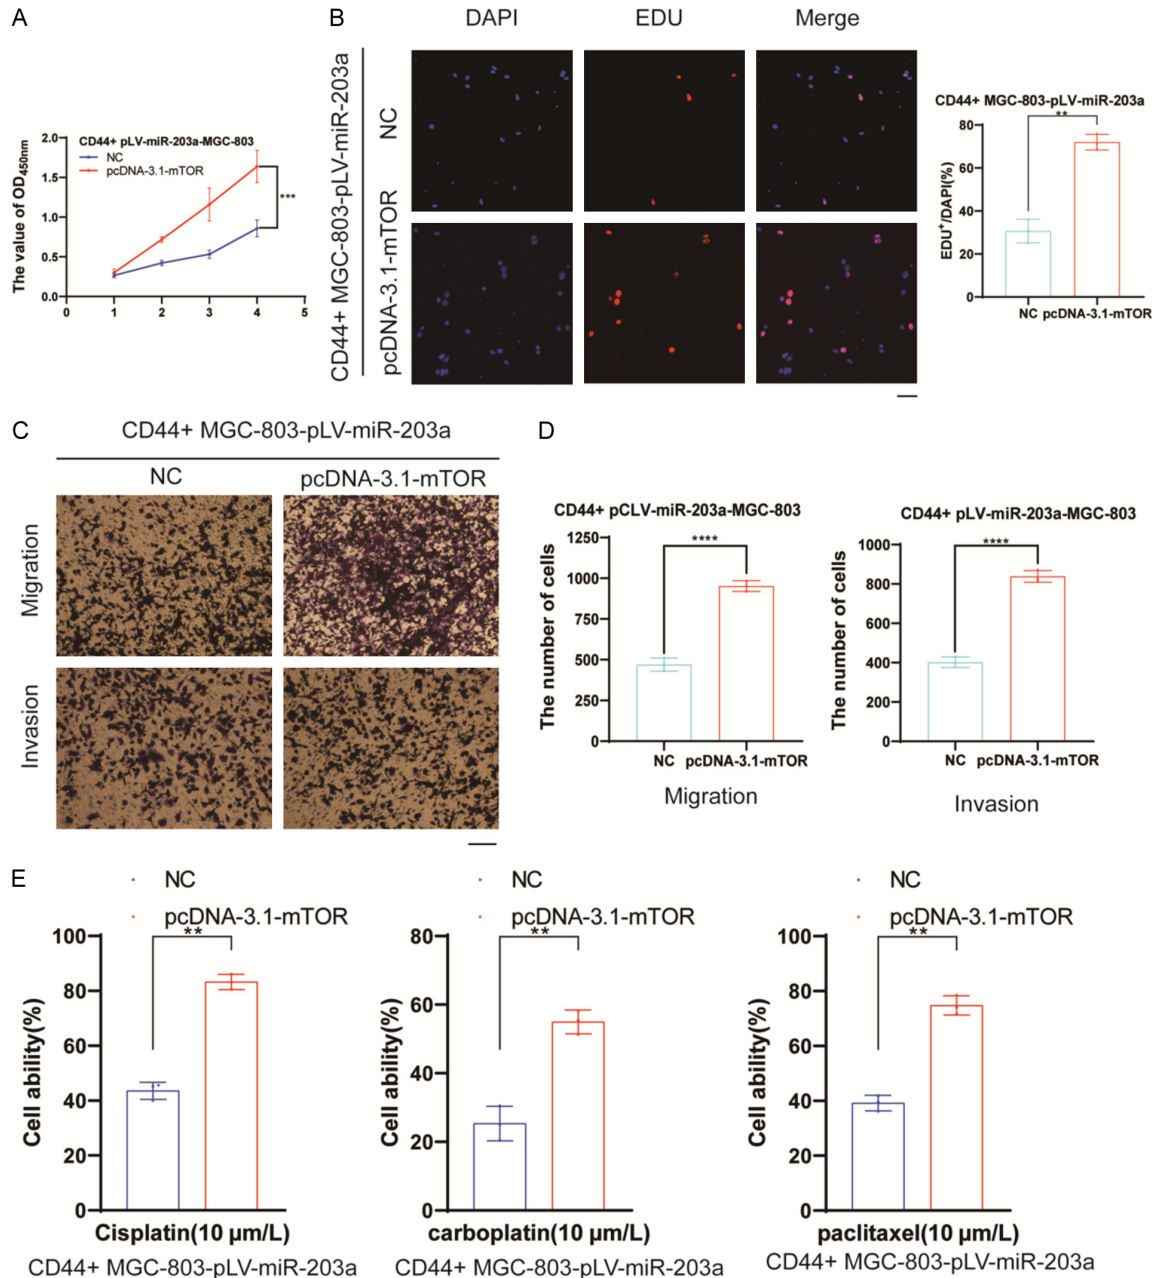 A
CD44+ pLV-miR-203a-MGC-803
NC
pcDNA-3.1-mTOR
***
The value of OD450nm
2.0
1.5
1.0
0.5
0.0
0 1 2 3 4 5
B
DAPI EDU Merge
CD44+ MGC-803-pLV-miR-203a
NC
pcDNA-3.1-mTOR
CD44+ MGC-803-pLV-miR-203a
**
EDU+/DAPI(%)
80
60
40
20
0
NC pcDNA-3.1-mTOR
C
CD44+ MGC-803-pLV-miR-203a
NC pcDNA-3.1-mTOR
Migration
Invasion
D
CD44+ pCLV-miR-203a-MGC-803
****
The number of cells
1250
1000
750
500
250
0
NC pcDNA-3.1-mTOR
Migration
CD44+ pLV-miR-203a-MGC-803
****
The number of cells
1000
800
600
400
200
0
NC pcDNA-3.1-mTOR
Invasion
E
NC
pcDNA-3.1-mTOR
**
Cell ability(%)
100
80
60
40
20
0
Cisplatin(10 μm/L)
CD44+ MGC-803-pLV-miR-203a
NC
pcDNA-3.1-mTOR
**
Cell ability(%)
80
60
40
20
0
carboplatin(10 μm/L)
CD44+ MGC-803-pLV-miR-203a
NC
pcDNA-3.1-mTOR
**
Cell ability(%)
100
80
60
40
20
0
paclitaxel(10 μm/L)
CD44+ MGC-803-pLV-miR-203a